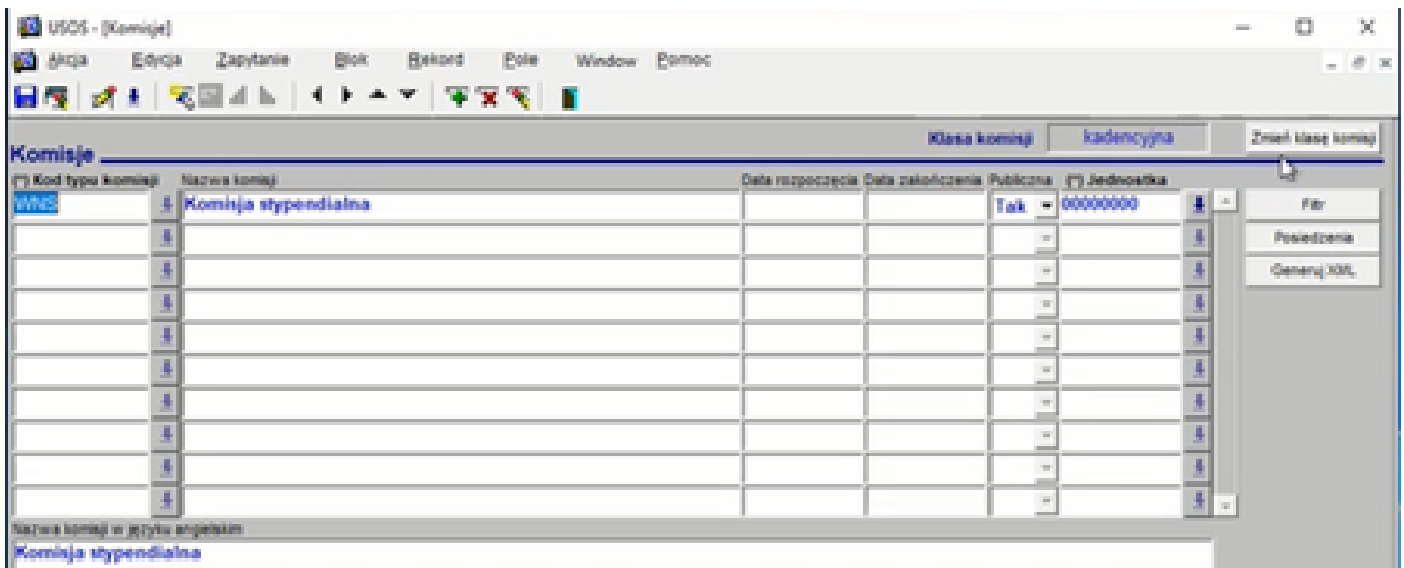 USOS - [Komisje]
Akcja Edycja Zapytanie Blok Rekord Pole Window Pomoc
Klasa komisji kadencyjna Zmień klasę komisji
Komisje
(*) Kod typu komisji Nazwa komisji Data rozpoczęcia Data zakończenia Publiczna (*) Jednostka
WNS Komisja stypendialna Tak 00000000 Filtr
Posiedzenia
Generuj XML
Nazwa komisji w języku angielskim
Komisja stypendialna